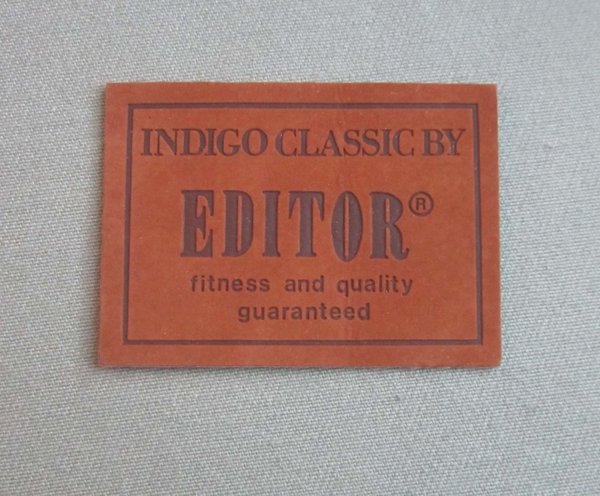 INDIGO CLASSIC BY
EDITOR®
fitness and quality
guaranteed